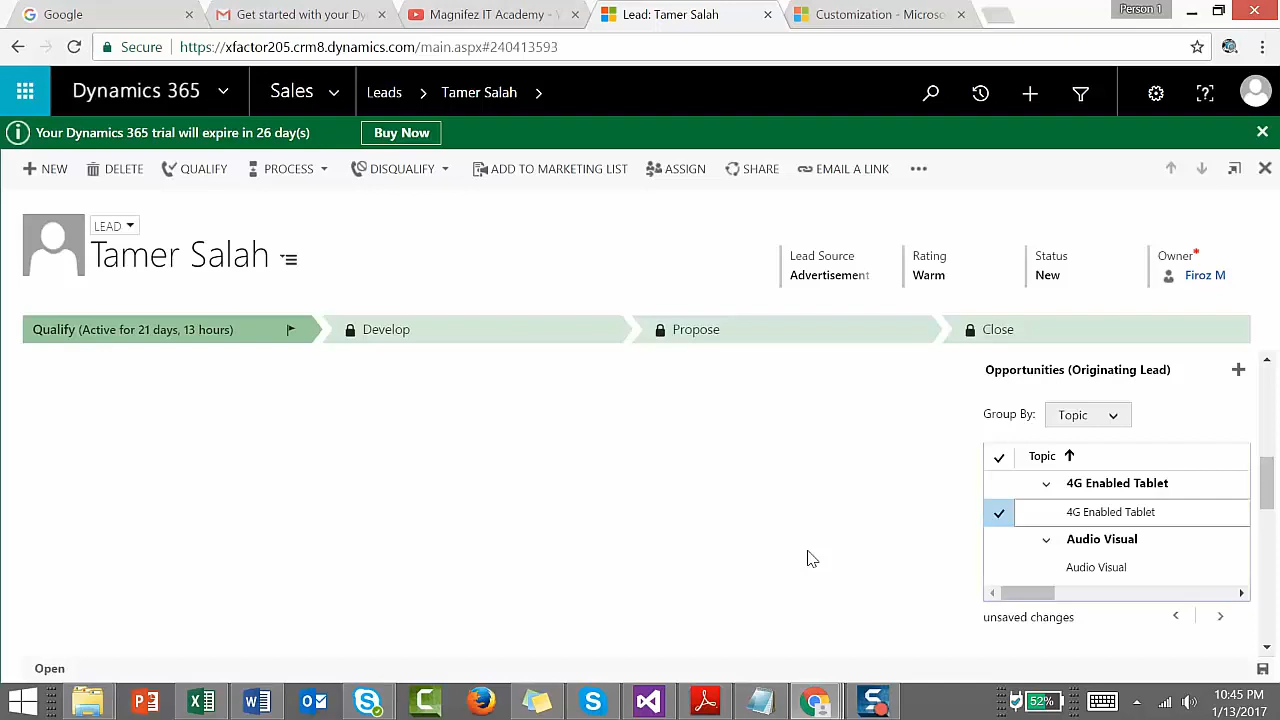 Google
Get started with your Dy
Magnifez IT Academy - Y
Lead: Tamer Salah
Customization - Microso
Person 1
Secure
https://xfactor205.crm8.dynamics.com/main.aspx#240413593
Dynamics 365
Sales
Leads > Tamer Salah >
Your Dynamics 365 trial will expire in 26 day(s)
Buy Now
NEW
DELETE
QUALIFY
PROCESS
DISQUALIFY
ADD TO MARKETING LIST
ASSIGN
SHARE
EMAIL A LINK
LEAD
Tamer Salah
Lead Source
Advertisement
Rating
Warm
Status
New
Owner*
Firoz M
Qualify (Active for 21 days, 13 hours)
Develop
Propose
Close
Opportunities (Originating Lead)
Group By: Topic
Topic
4G Enabled Tablet
4G Enabled Tablet
Audio Visual
Audio Visual
unsaved changes
Open
52%
10:45 PM
1/13/2017